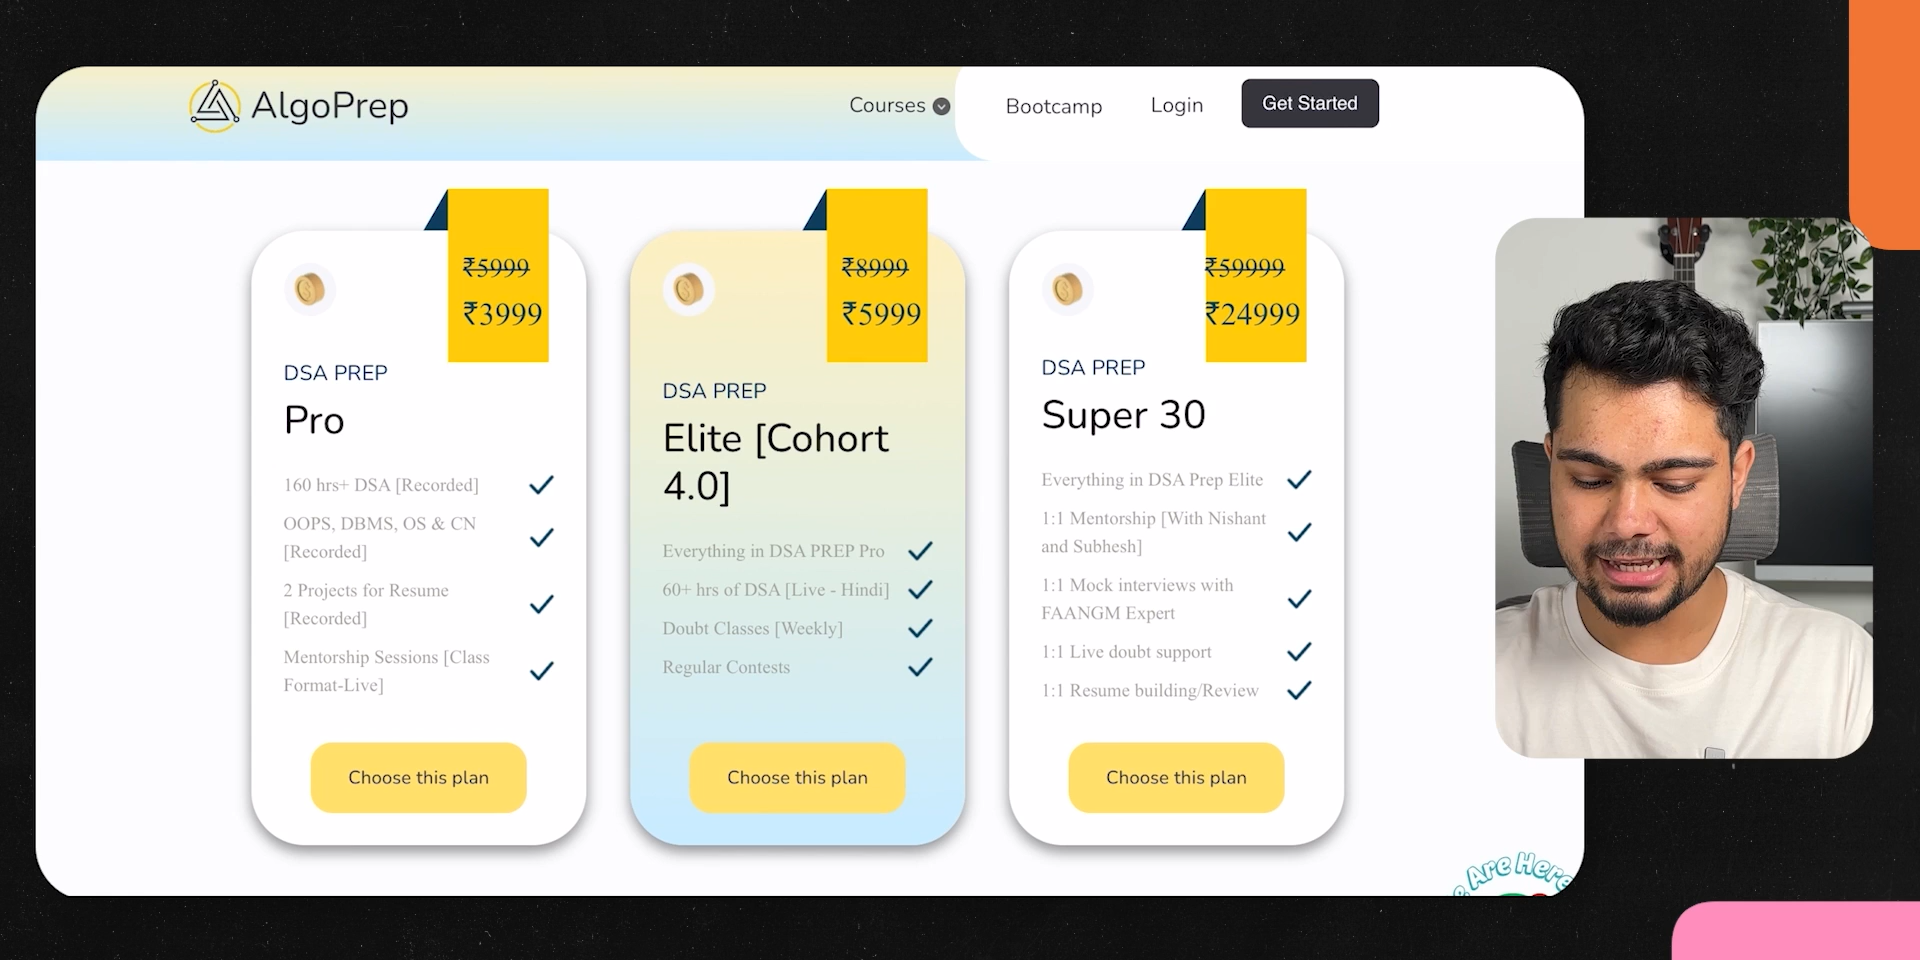 AlgoPrep
Courses
Bootcamp
Login
Get Started
₹5999
₹3999
DSA PREP
Pro
160 hrs+ DSA [Recorded]
OOPS, DBMS, OS & CN
[Recorded]
2 Projects for Resume
[Recorded]
Mentorship Sessions [Class
Format-Live]
Choose this plan
₹8999
₹5999
DSA PREP
Elite [Cohort
4.0]
Everything in DSA PREP Pro
60+ hrs of DSA [Live - Hindi]
Doubt Classes [Weekly]
Regular Contests
Choose this plan
₹59999
₹24999
DSA PREP
Super 30
Everything in DSA Prep Elite
1:1 Mentorship [With Nishant
and Subhesh]
1:1 Mock interviews with
FAANGM Expert
1:1 Live doubt support
1:1 Resume building/Review
Choose this plan
Are Here